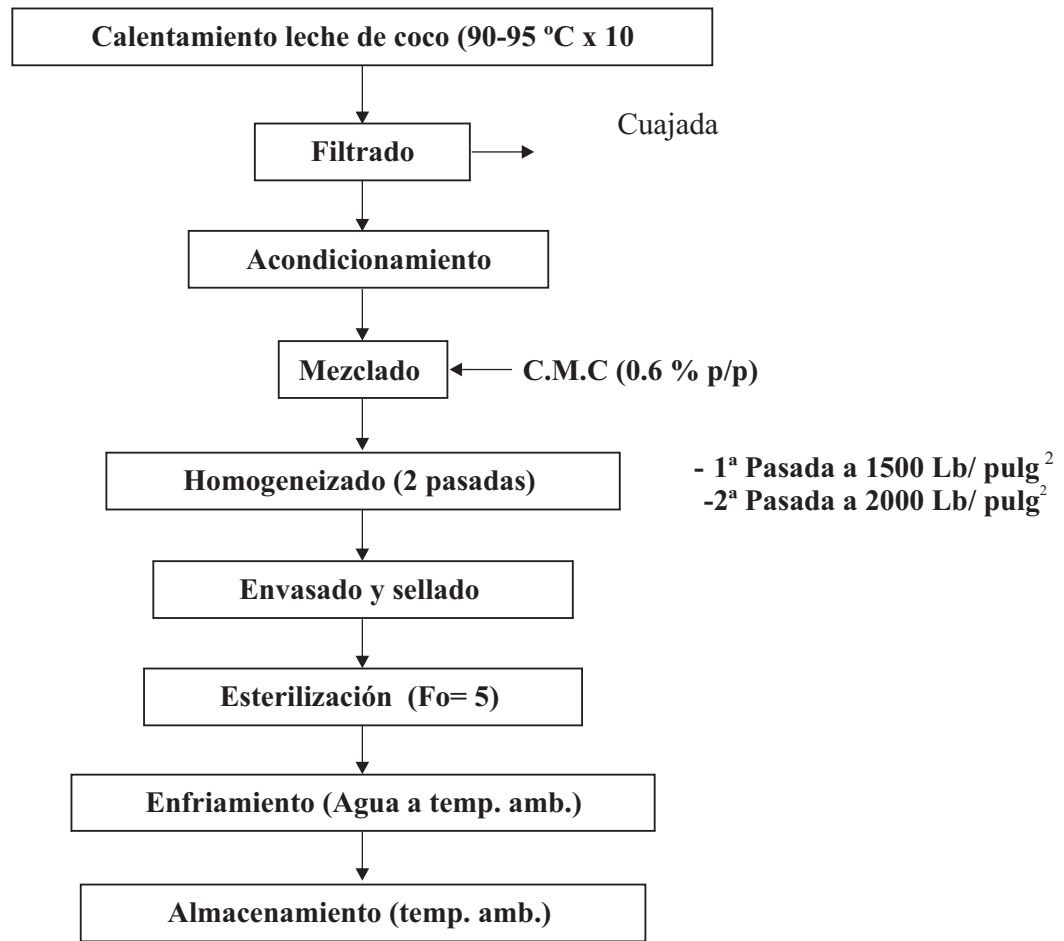 Calentamiento leche de coco (90-95 ºC x 10
Cuajada
Filtrado
Acondicionamiento
Mezclado
C.M.C (0.6 % p/p)
Homogeneizado (2 pasadas)
- 1ª Pasada a 1500 Lb/ pulg²
-2ª Pasada a 2000 Lb/ pulg²
Envasado y sellado
Esterilización (Fo= 5)
Enfriamiento (Agua a temp. amb.)
Almacenamiento (temp. amb.)